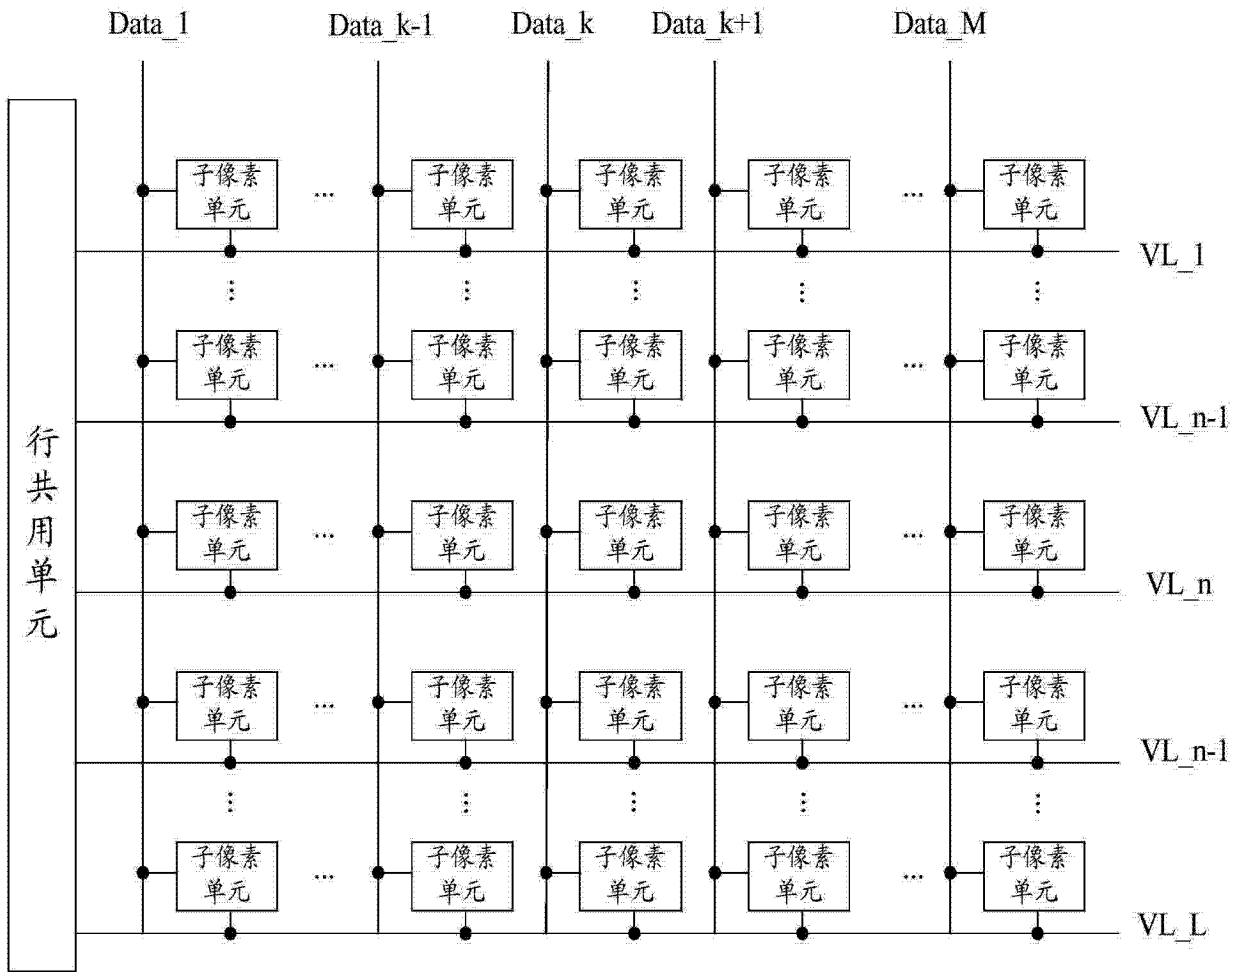 Data_1 Data_k-1 Data_k Data_k+1 Data_M
子像素 子像素 子像素 子像素 子像素
单元 … 单元 单元 单元 … 单元
VL_1
子像素 子像素 子像素 子像素 子像素
单元 … 单元 单元 单元 … 单元
VL_n-1
行共用单元
子像素 子像素 子像素 子像素 子像素
单元 … 单元 单元 单元 … 单元
VL_n
子像素 子像素 子像素 子像素 子像素
单元 … 单元 单元 单元 … 单元
VL_n-1
子像素 子像素 子像素 子像素 子像素
单元 … 单元 单元 单元 … 单元
VL_L